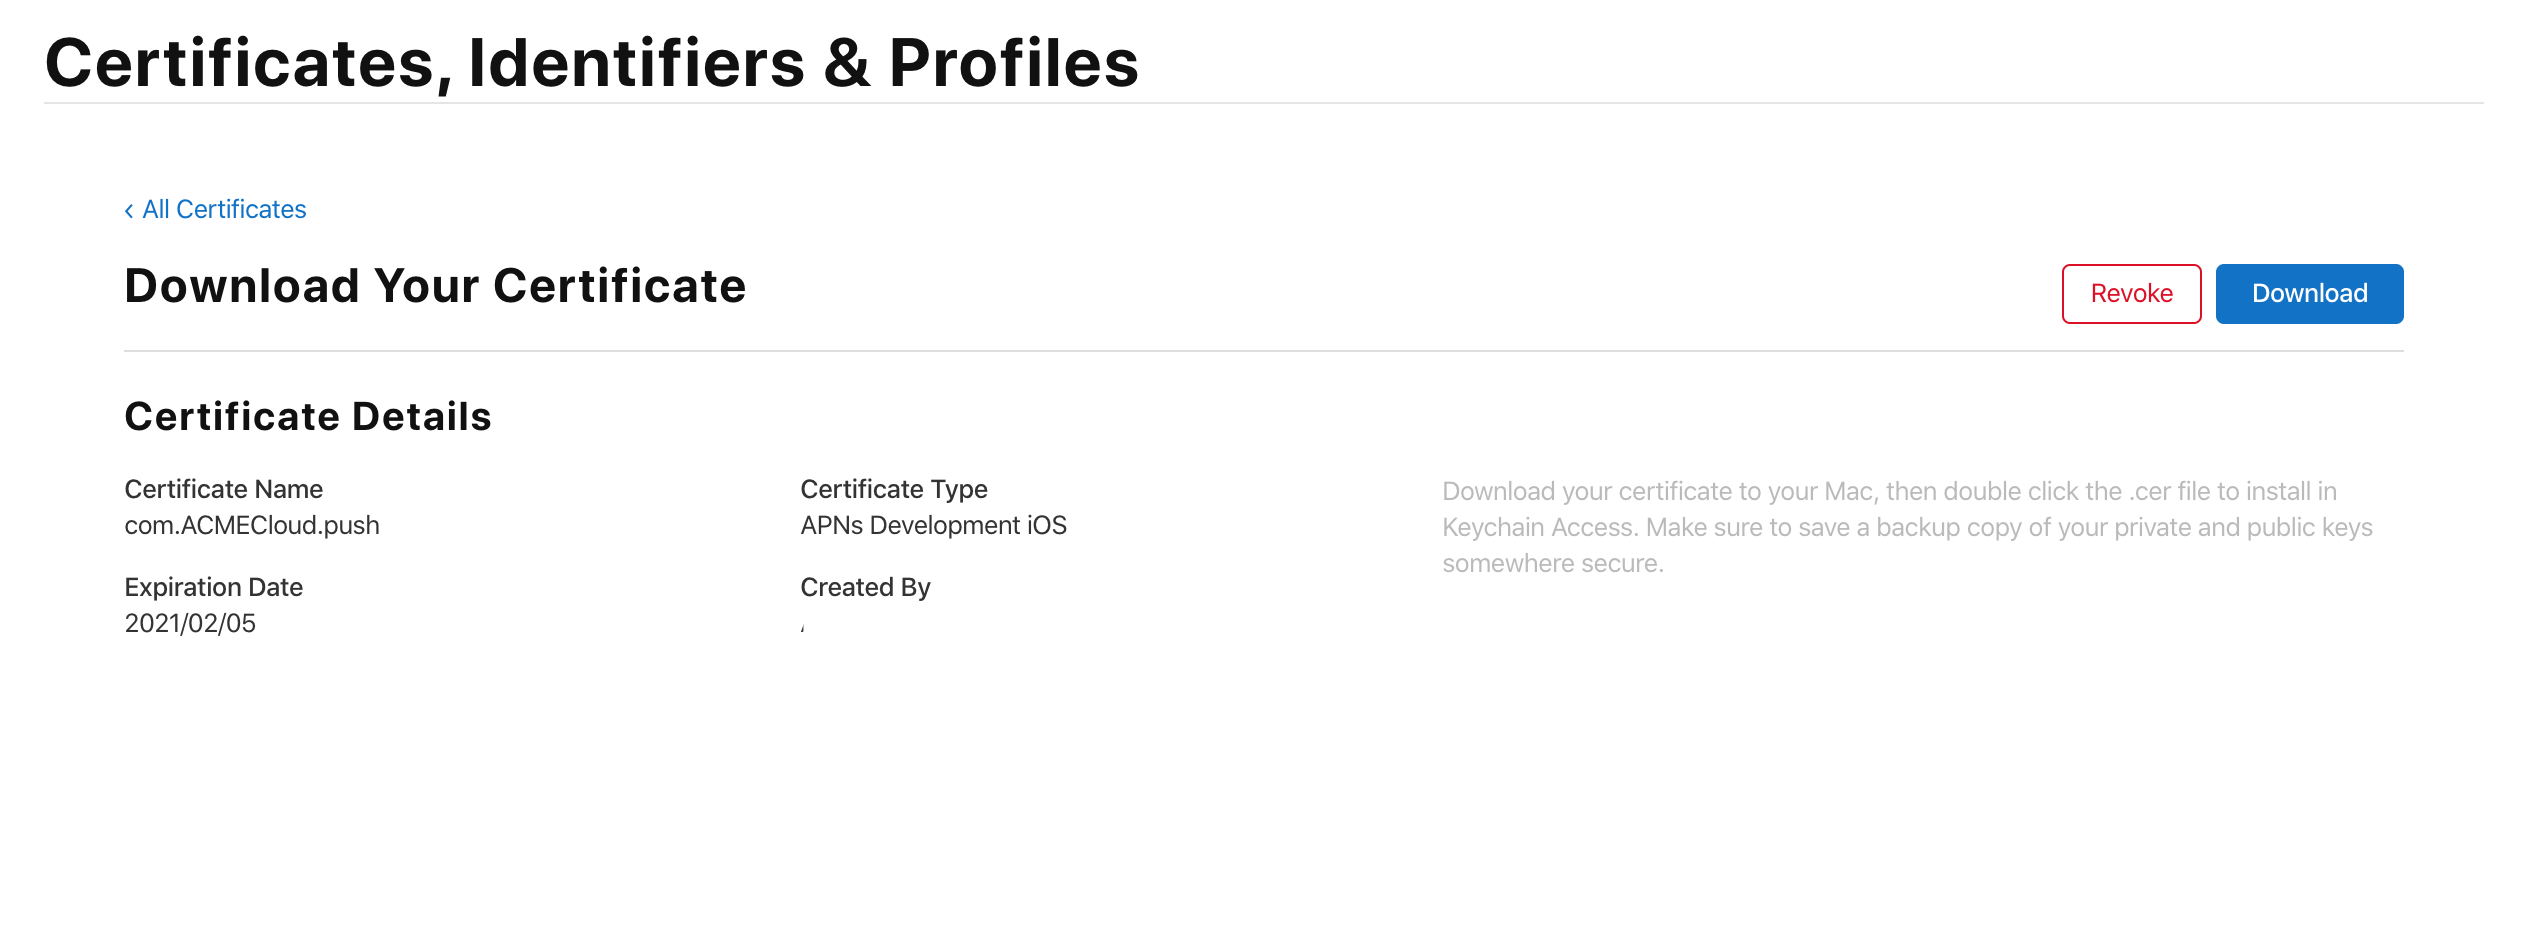 Certificates, Identifiers & Profiles
‹ All Certificates
Download Your Certificate
Revoke
Download
Certificate Details
Certificate Name
com.ACMECloud.push
Certificate Type
APNs Development iOS
Download your certificate to your Mac, then double click the .cer file to install in
Keychain Access. Make sure to save a backup copy of your private and public keys
somewhere secure.
Expiration Date
2021/02/05
Created By